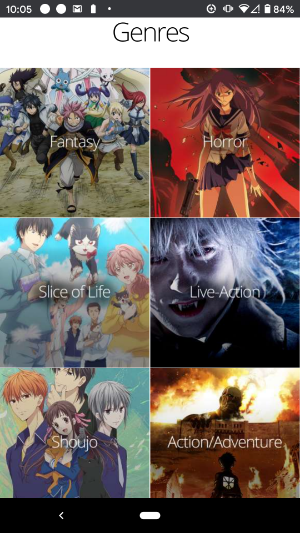 10:05
84%
Genres
Fantasy
Horror
Slice of Life
Live-Action
Shoujo
Action/Adventure